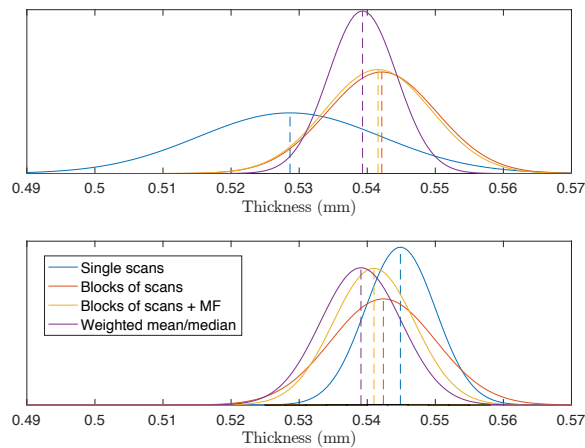 0.49 0.5 0.51 0.52 0.53 0.54 0.55 0.56 0.57
Thickness (mm)
Single scans
Blocks of scans
Blocks of scans + MF
Weighted mean/median
0.49 0.5 0.51 0.52 0.53 0.54 0.55 0.56 0.57
Thickness (mm)